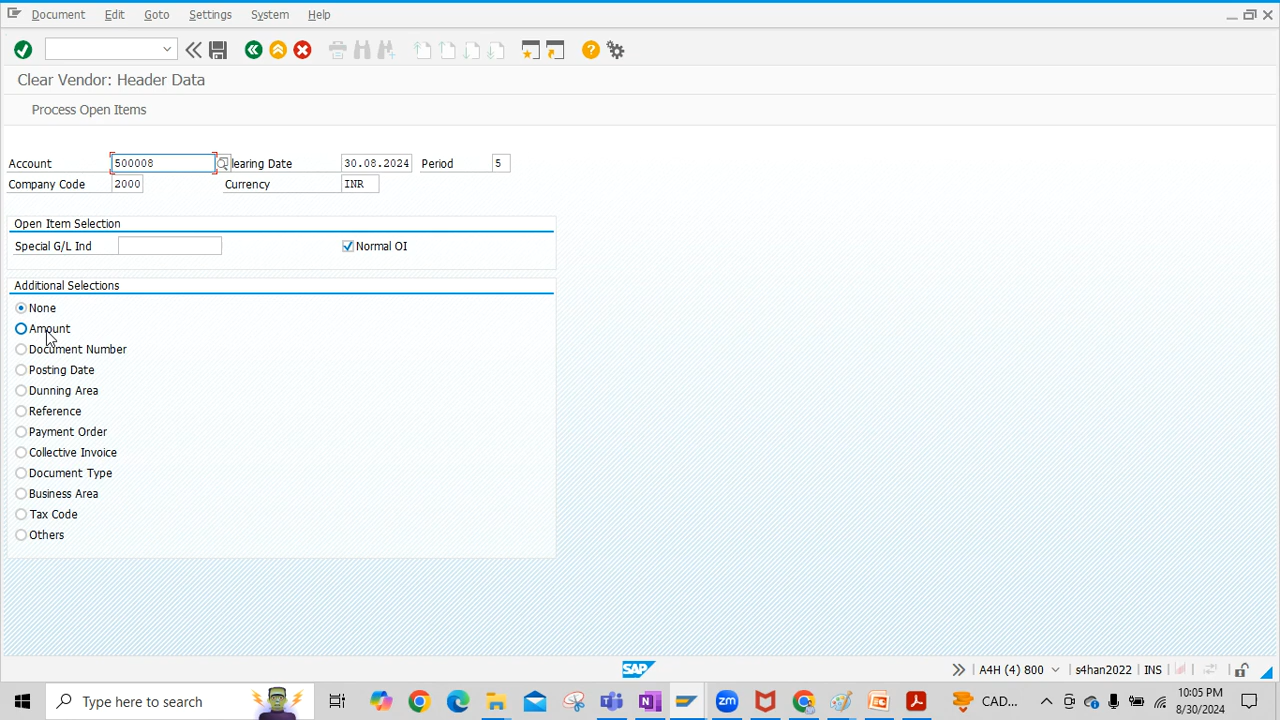 Document Edit Goto Settings System Help
Clear Vendor: Header Data
Process Open Items
Account 500008 learing Date 30.08.2024 Period 5
Company Code 2000 Currency INR
Open Item Selection
Special G/L Ind Normal OI
Additional Selections
None
Amount
Document Number
Posting Date
Dunning Area
Reference
Payment Order
Collective Invoice
Document Type
Business Area
Tax Code
Others
SAP A4H (4) 800 s4han2022 INS
Type here to search CAD... 10:05 PM
8/30/2024